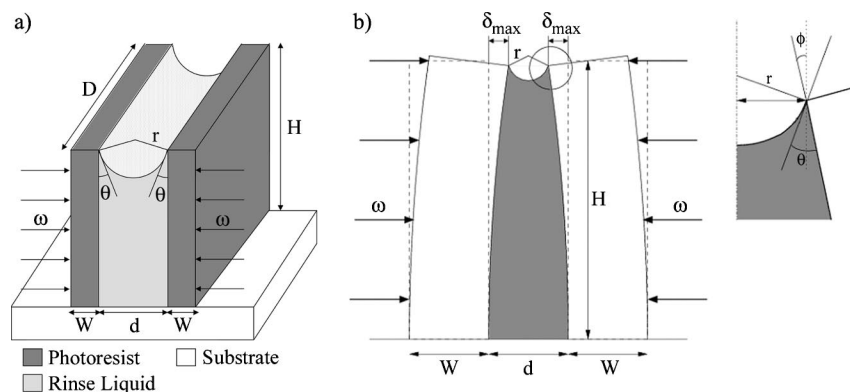 a)
D
r
H
θ
θ
ω
ω
W
d
W
Photoresist
Substrate
Rinse Liquid
b)
δmax
δmax
r
H
ω
ω
W
d
W
ϕ
r
θ